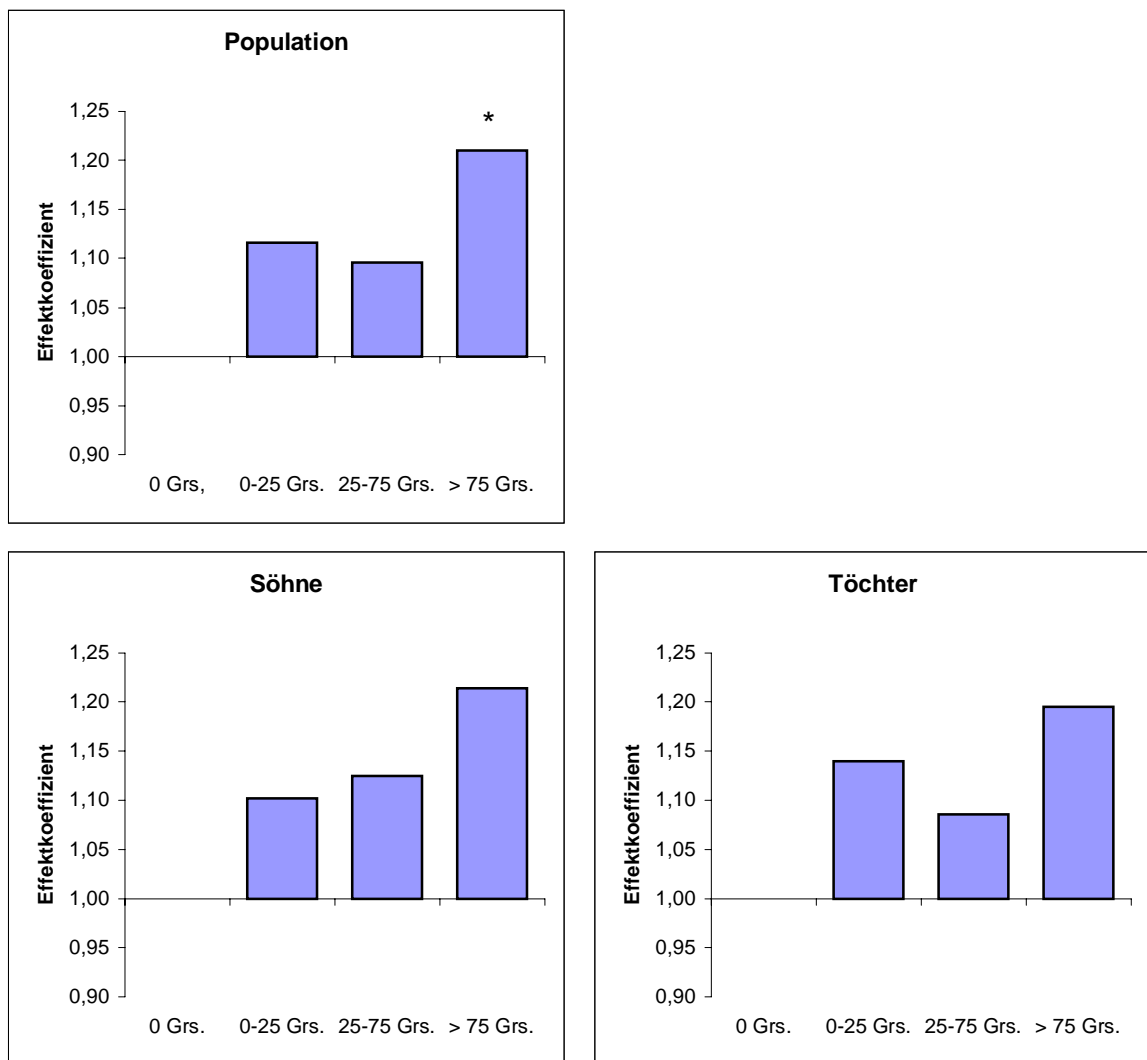 Population
Effektkoeffizient
1,25
1,20
1,15
1,10
1,05
1,00
0,95
0,90
*
0 Grs, 0-25 Grs. 25-75 Grs. > 75 Grs.
Söhne
Effektkoeffizient
1,25
1,20
1,15
1,10
1,05
1,00
0,95
0,90
0 Grs. 0-25 Grs. 25-75 Grs. > 75 Grs.
Töchter
Effektkoeffizient
1,25
1,20
1,15
1,10
1,05
1,00
0,95
0,90
0 Grs. 0-25 Grs. 25-75 Grs. > 75 Grs.